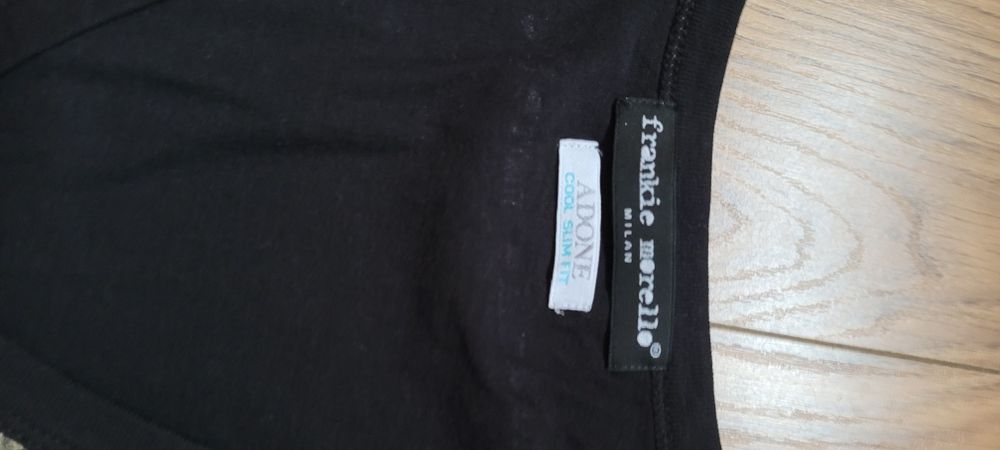 frankie morello®
MILAN
ADONE
COOL SLIM FIT